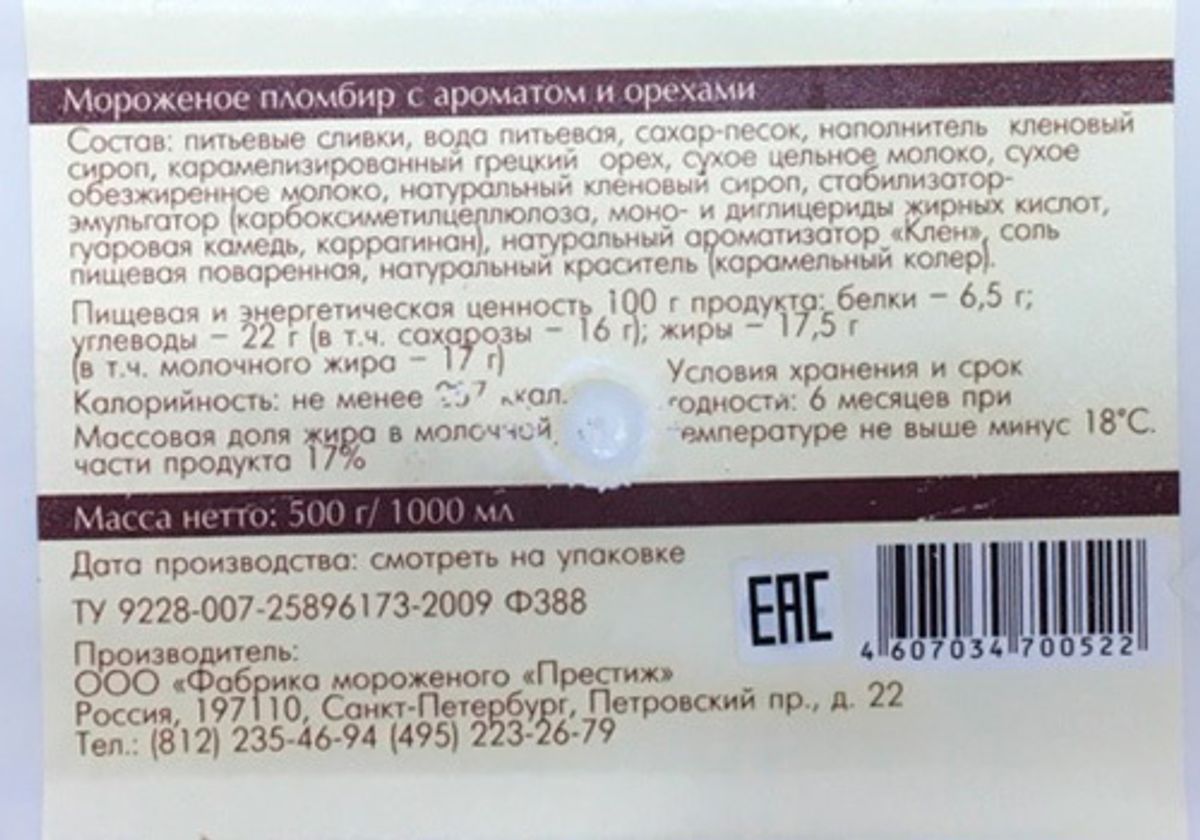 Мороженое пломбир с ароматом и орехами
Состав: питьевые сливки, вода питьевая, сахар-песок, наполнитель кленовый
сироп, карамелизированный грецкий орех, сухое цельное молоко, сухое
обезжиренное молоко, натуральный кленовый сироп, стабилизатор-
эмульгатор (карбоксиметилцеллюлоза, моно- и диглицериды жирных кислот,
гуаровая камедь, каррагинан), натуральный ароматизатор «Клен», соль
пищевая поваренная, натуральный краситель (карамельный колер).
Пищевая и энергетическая ценность 100 г продукта: белки – 6,5 г;
углеводы – 22 г (в т.ч. сахарозы – 16 г); жиры – 17,5 г
(в т.ч. молочного жира – 17 г)
Калорийность: не менее ккал.
Массовая доля жира в молочной
части продукта 17%
Условия хранения и срок
годности: 6 месяцев при
температуре не выше минус 18°С.
Масса нетто: 500 г/ 1000 мл
Дата производства: смотреть на упаковке
ТУ 9228-007-25896173-2009 Ф388
EAC
4 607034 700522
Производитель:
ООО «Фабрика мороженого «Престиж»
Россия, 197110, Санкт-Петербург, Петровский пр., д. 22
Тел.: (812) 235-46-94 (495) 223-26-79